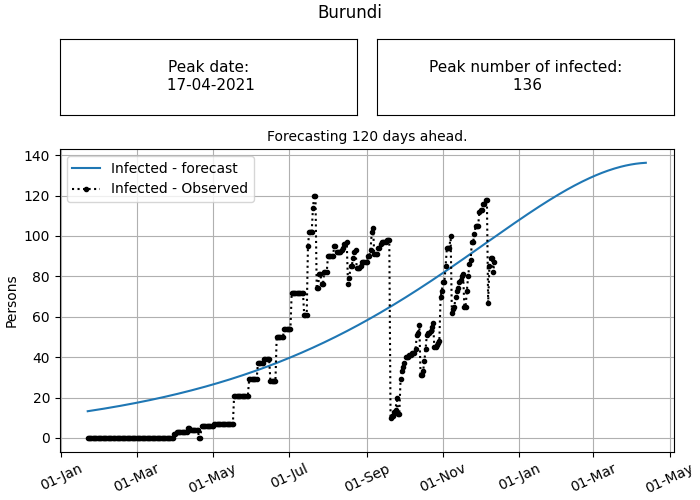 Burundi
Peak date:
17-04-2021
Peak number of infected:
136
Forecasting 120 days ahead.
Infected - forecast
Infected - Observed
Persons
140
120
100
80
60
40
20
0
01-Jan
01-Mar
01-May
01-Jul
01-Sep
01-Nov
01-Jan
01-Mar
01-May